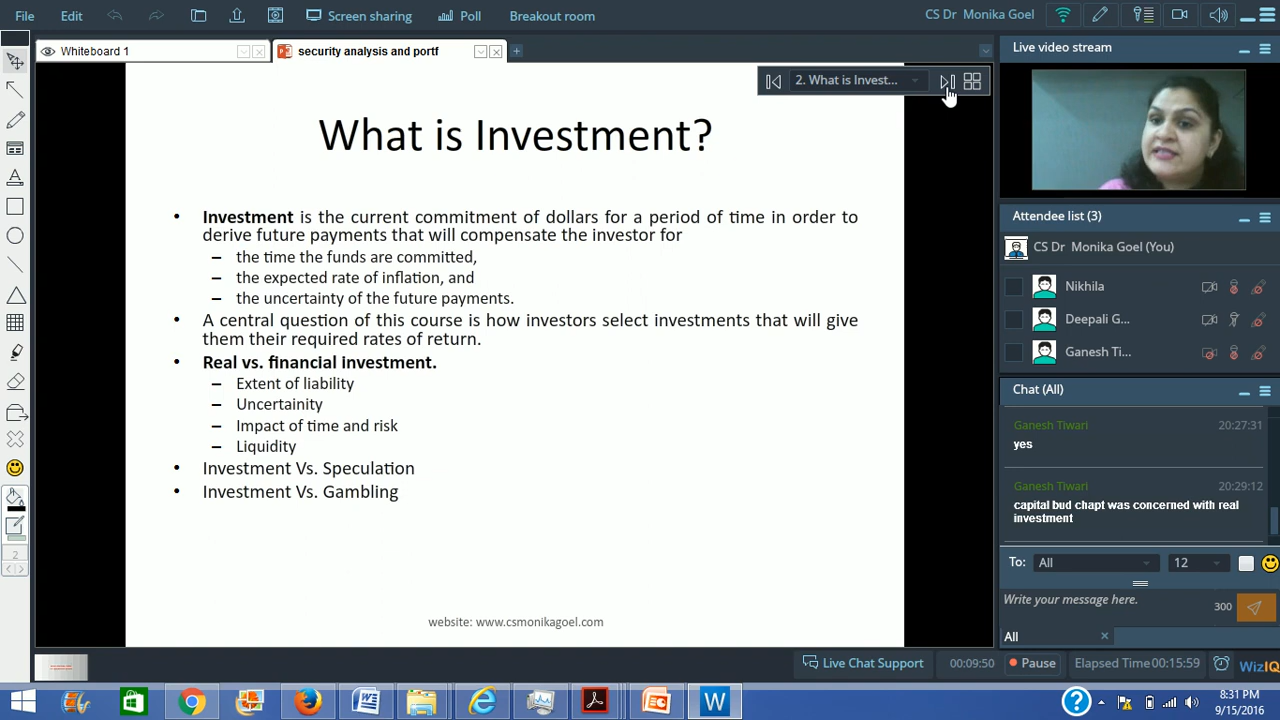 File Edit Screen sharing Poll Breakout room CS Dr Monika Goel
Whiteboard 1
security analysis and portf
2. What is Invest...
What is Investment?
• Investment is the current commitment of dollars for a period of time in order to
derive future payments that will compensate the investor for
– the time the funds are committed,
– the expected rate of inflation, and
– the uncertainty of the future payments.
• A central question of this course is how investors select investments that will give
them their required rates of return.
• Real vs. financial investment.
– Extent of liability
– Uncertainity
– Impact of time and risk
– Liquidity
• Investment Vs. Speculation
• Investment Vs. Gambling
website: www.csmonikagoel.com
2
Live video stream
Attendee list (3)
CS Dr Monika Goel (You)
Nikhila
Deepali G...
Ganesh Ti...
Chat (All)
Ganesh Tiwari 20:27:31
yes
Ganesh Tiwari 20:29:12
capital bud chapt was concerned with real
investment
To: All 12
Write your message here. 300
All
Live Chat Support 00:09:50 Pause Elapsed Time 00:15:59 WizIQ
8:31 PM
9/15/2016